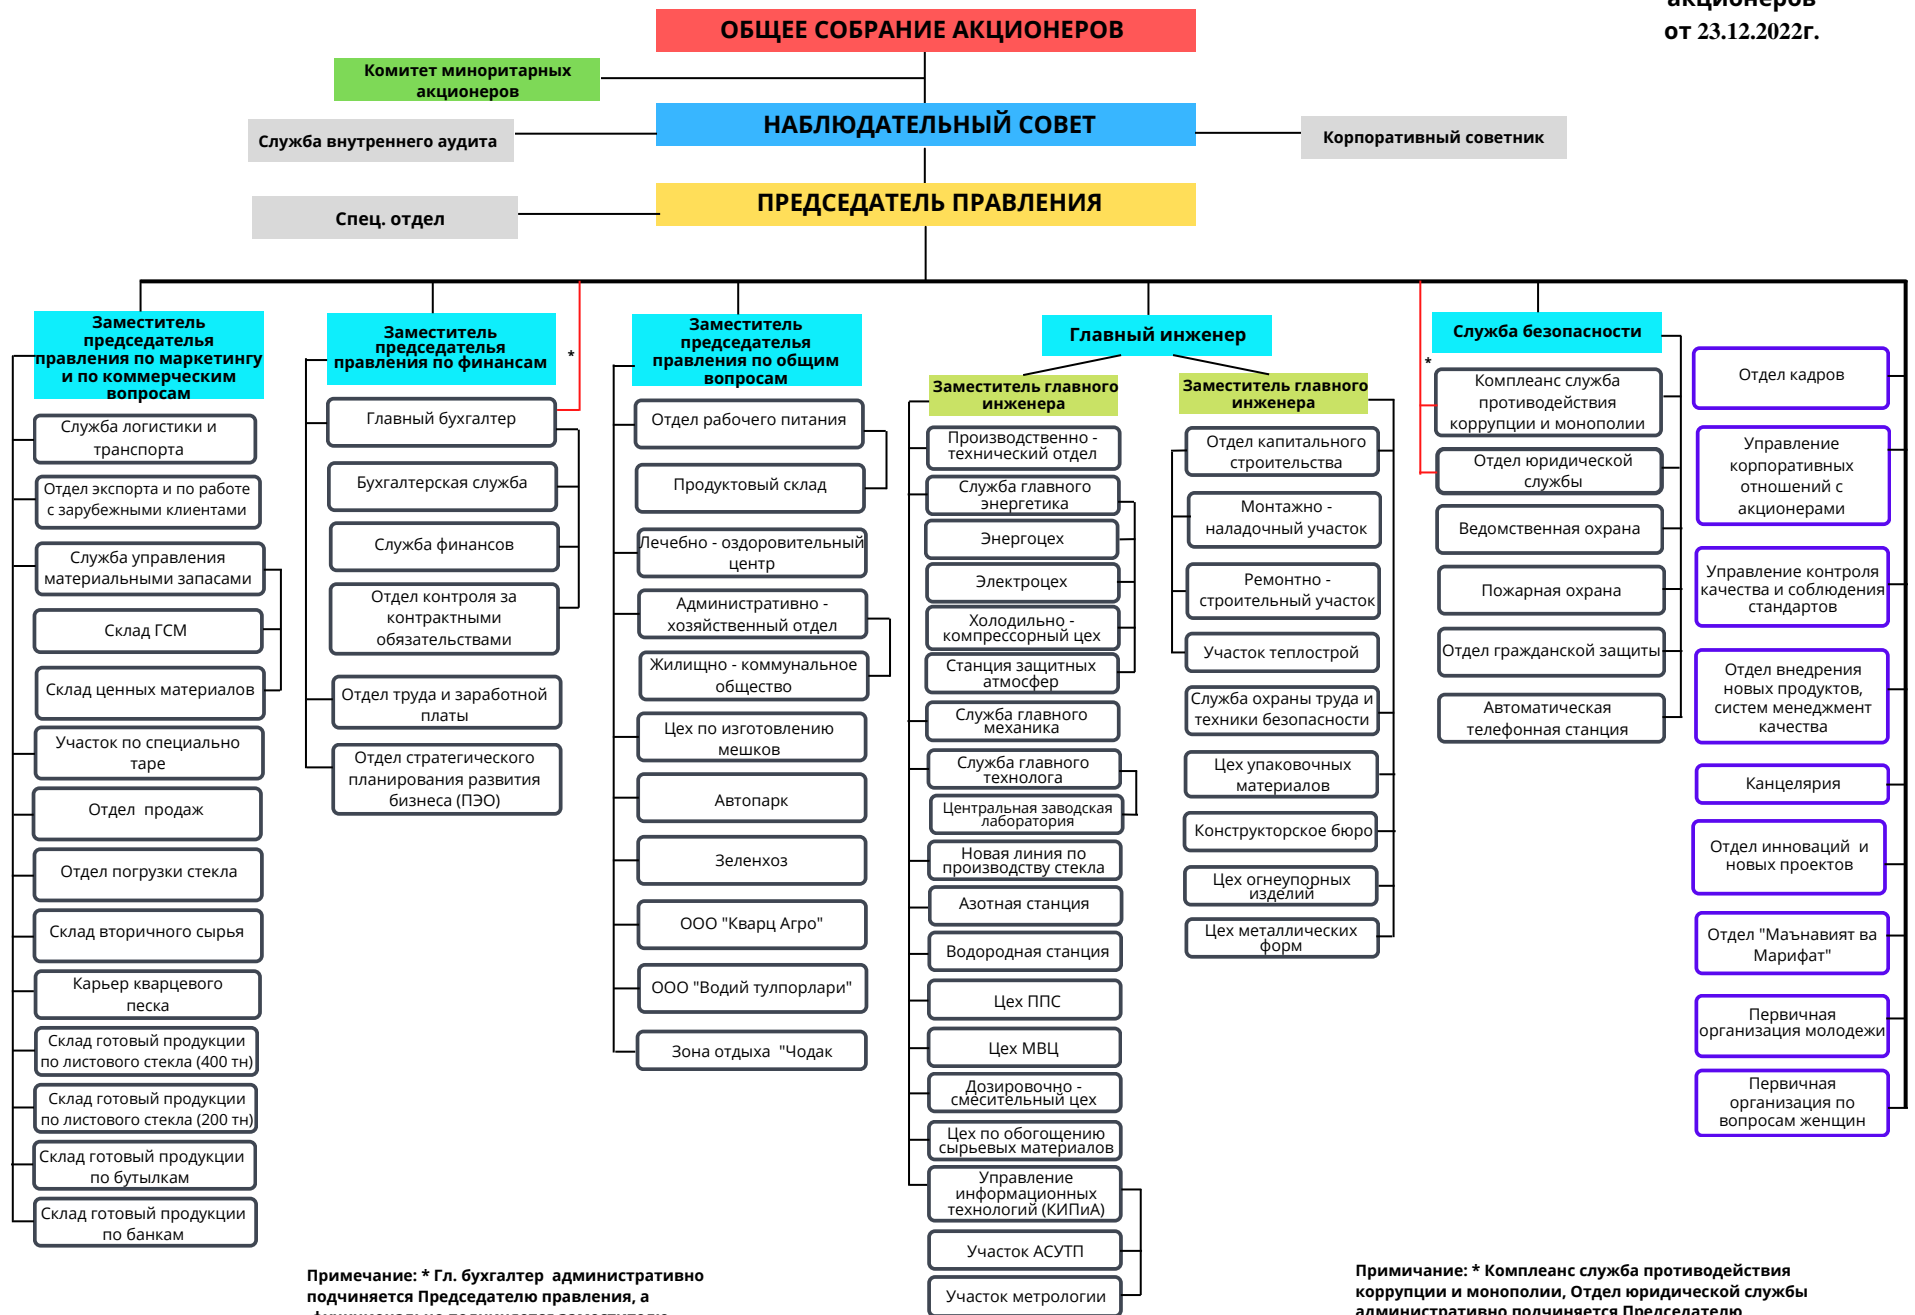 акционеров
от 23.12.2022г.
ОБЩЕЕ СОБРАНИЕ АКЦИОНЕРОВ
Комитет миноритарных
акционеров
НАБЛЮДАТЕЛЬНЫЙ СОВЕТ
Служба внутреннего аудита
Корпоративный советник
ПРЕДСЕДАТЕЛЬ ПРАВЛЕНИЯ
Спец. отдел
Заместитель
председателья
правления по маркетингу
и по коммерческим
вопросам
Служба логистики и
транспорта
Отдел экспорта и по работе
с зарубежными клиентами
Служба управления
материальными запасами
Склад ГСМ
Склад ценных материалов
Участок по специально
таре
Отдел продаж
Отдел погрузки стекла
Склад вторичного сырья
Карьер кварцевого
песка
Склад готовый продукции
по листового стекла (400 тн)
Склад готовый продукции
по листового стекла (200 тн)
Склад готовый продукции
по бутылкам
Склад готовый продукции
по банкам
Заместитель
председателья
правления по финансам
*
Главный бухгалтер
Бухгалтерская служба
Служба финансов
Отдел контроля за
контрактными
обязательствами
Отдел труда и заработной
платы
Отдел стратегического
планирования развития
бизнеса (ПЭО)
Заместитель
председателья
правления по общим
вопросам
Отдел рабочего питания
Продуктовый склад
Лечебно - оздоровительный
центр
Административно -
хозяйственный отдел
Жилищно - коммунальное
общество
Цех по изготовлению
мешков
Автопарк
Зеленхоз
ООО "Кварц Агро"
ООО "Водий тулпорлари"
Зона отдыха "Чодак
Главный инженер
Заместитель главного
инженера
Производственно -
технический отдел
Служба главного
энергетика
Энергоцех
Электроцех
Холодильно -
компрессорный цех
Станция защитных
атмосфер
Служба главного
механика
Служба главного
технолога
Центральная заводская
лаборатория
Новая линия по
производству стекла
Азотная станция
Водородная станция
Цех ППС
Цех МВЦ
Дозировочно -
смесительный цех
Цех по обогощению
сырьевых материалов
Управление
информационных
технологий (КИПиА)
Участок АСУТП
Участок метрологии
Заместитель главного
инженера
Отдел капитального
строительства
Монтажно -
наладочный участок
Ремонтно -
строительный участок
Участок теплострой
Служба охраны труда и
техники безопасности
Цех упаковочных
материалов
Конструкторское бюро
Цех огнеупорных
изделий
Цех металлических
форм
Служба безопасности
*
Комплеанс служба
противодействия
коррупции и монополии
Отдел юридической
службы
Ведомственная охрана
Пожарная охрана
Отдел гражданской защиты
Автоматическая
телефонная станция
Отдел кадров
Управление
корпоративных
отношений с
акционерами
Управление контроля
качества и соблюдения
стандартов
Отдел внедрения
новых продуктов,
систем менеджмент
качества
Канцелярия
Отдел инноваций и
новых проектов
Отдел "Маънавият ва
Марифат"
Первичная
организация молодежи
Первичная
организация по
вопросам женщин
Примечание: * Гл. бухгалтер административно
подчиняется Председателю правления, а
Примичание: * Комплеанс служба противодействия
коррупции и монополии, Отдел юридической службы
административно подчиняется Председателю